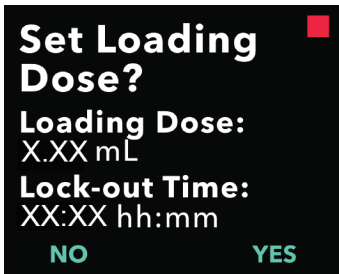 Set Loading
Dose?
Loading Dose:
X.XX mL
Lock-out Time:
XX:XX hh:mm
NO YES